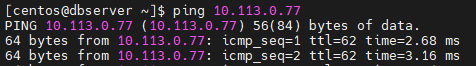 [centos@dbserver ~]$ ping 10.113.0.77
PING 10.113.0.77 (10.113.0.77) 56(84) bytes of data.
64 bytes from 10.113.0.77: icmp_seq=1 ttl=62 time=2.68 ms
64 bytes from 10.113.0.77: icmp_seq=2 ttl=62 time=3.16 ms